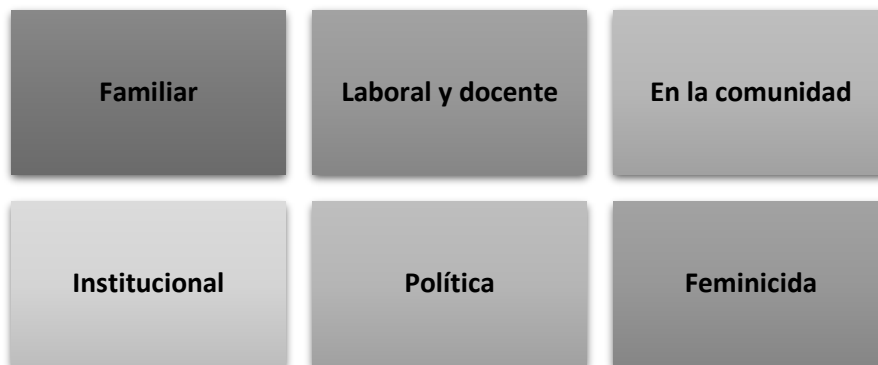 Familiar
Laboral y docente
En la comunidad
Institucional
Política
Feminicida